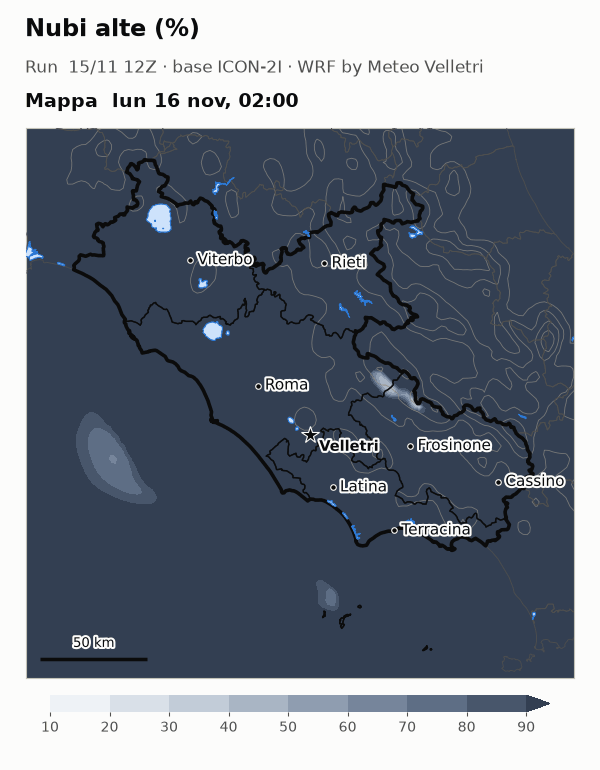 Nubi alte (%)
Run 15/11 12Z · base ICON-2I · WRF by Meteo Velletri
Mappa lun 16 nov, 02:00
Viterbo
Rieti
Roma
Velletri
Frosinone
Cassino
Latina
Terracina
50 km
10 20 30 40 50 60 70 80 90